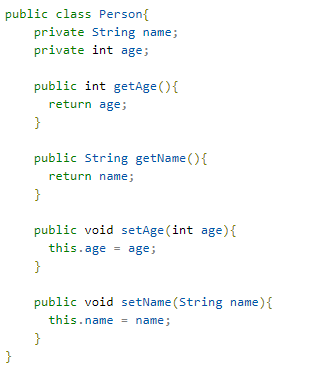 public class Person{
    private String name;
    private int age;

    public int getAge(){
      return age;
    }

    public String getName(){
      return name;
    }

    public void setAge(int age){
      this.age = age;
    }

    public void setName(String name){
      this.name = name;
    }
}